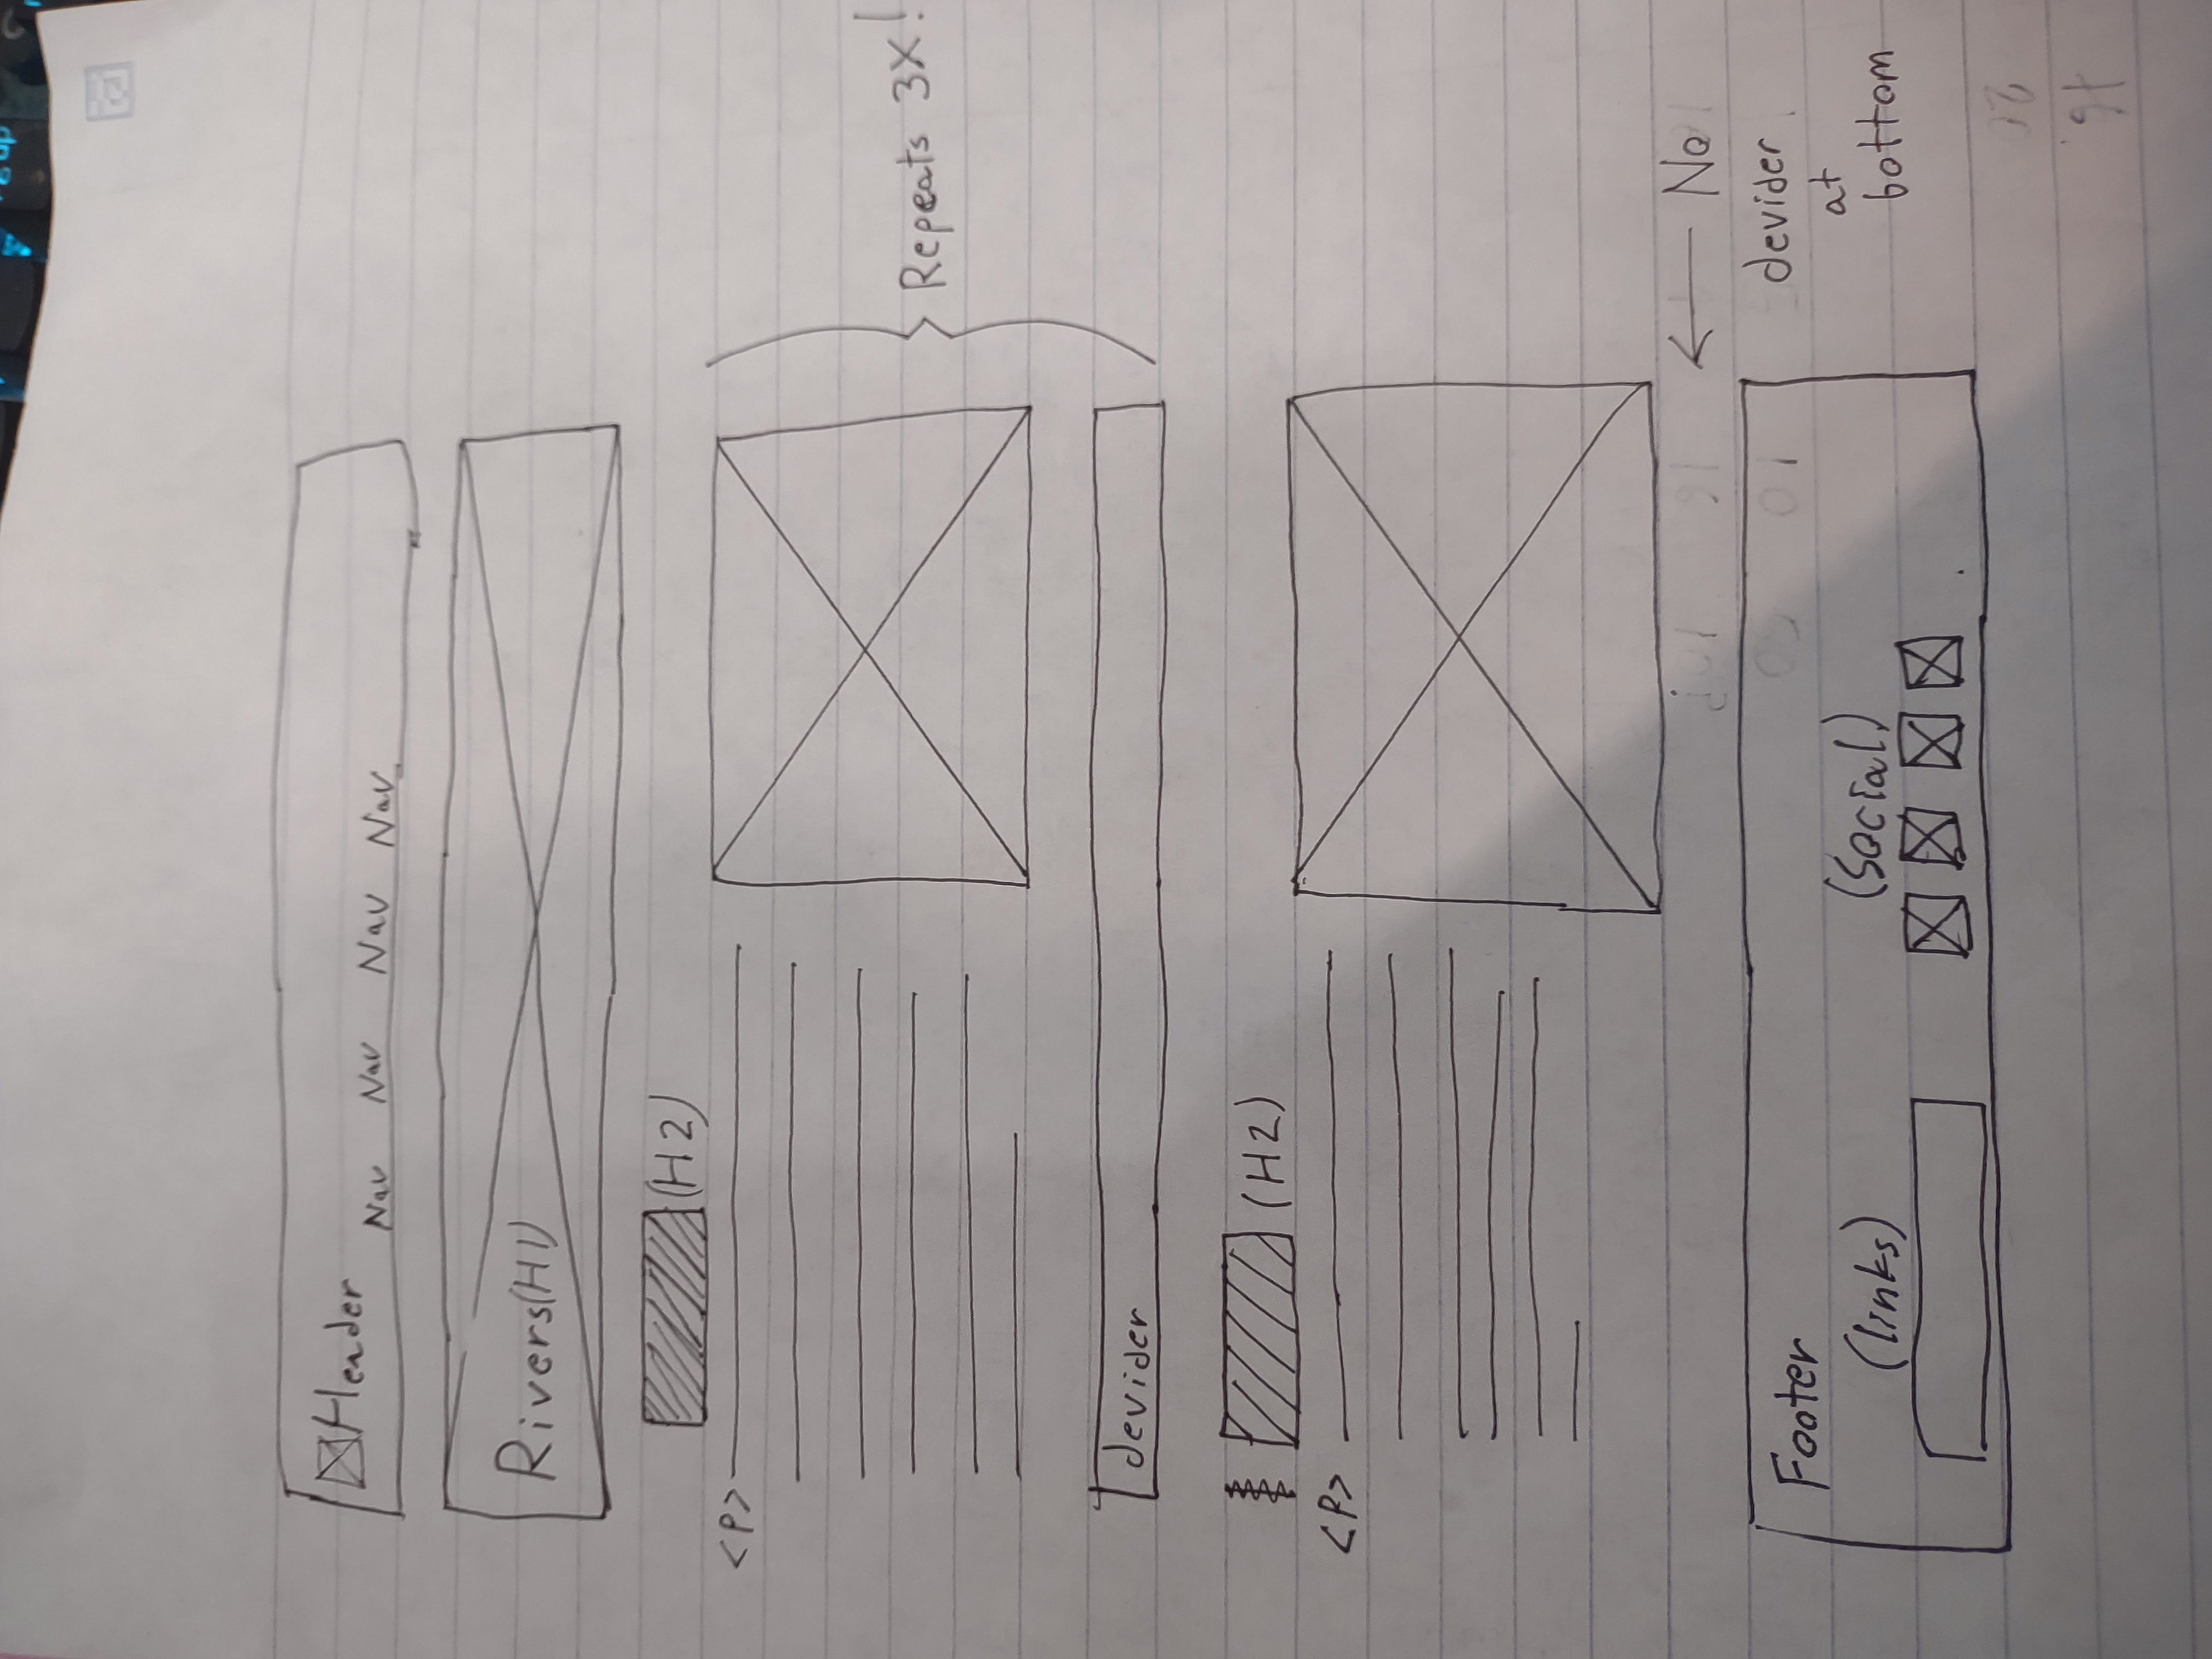 Header
Nav Nav Nav Nav
Rivers (H1)
(H2)
<P>
Repeats 3X!
devider
(H2)
<P>
No
devider
at
bottom
Footer
(links)
(social)